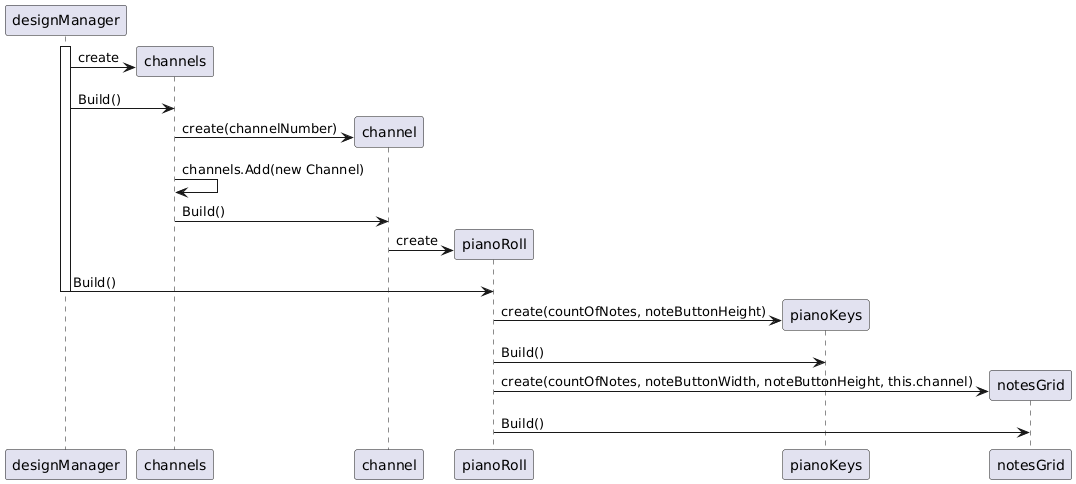 designManager
create
channels
Build()
create(channelNumber)
channel
channels.Add(new Channel)
Build()
create
pianoRoll
Build()
create(countOfNotes, noteButtonHeight)
pianoKeys
Build()
create(countOfNotes, noteButtonWidth, noteButtonHeight, this.channel)
notesGrid
Build()
designManager channels channel pianoRoll pianoKeys notesGrid